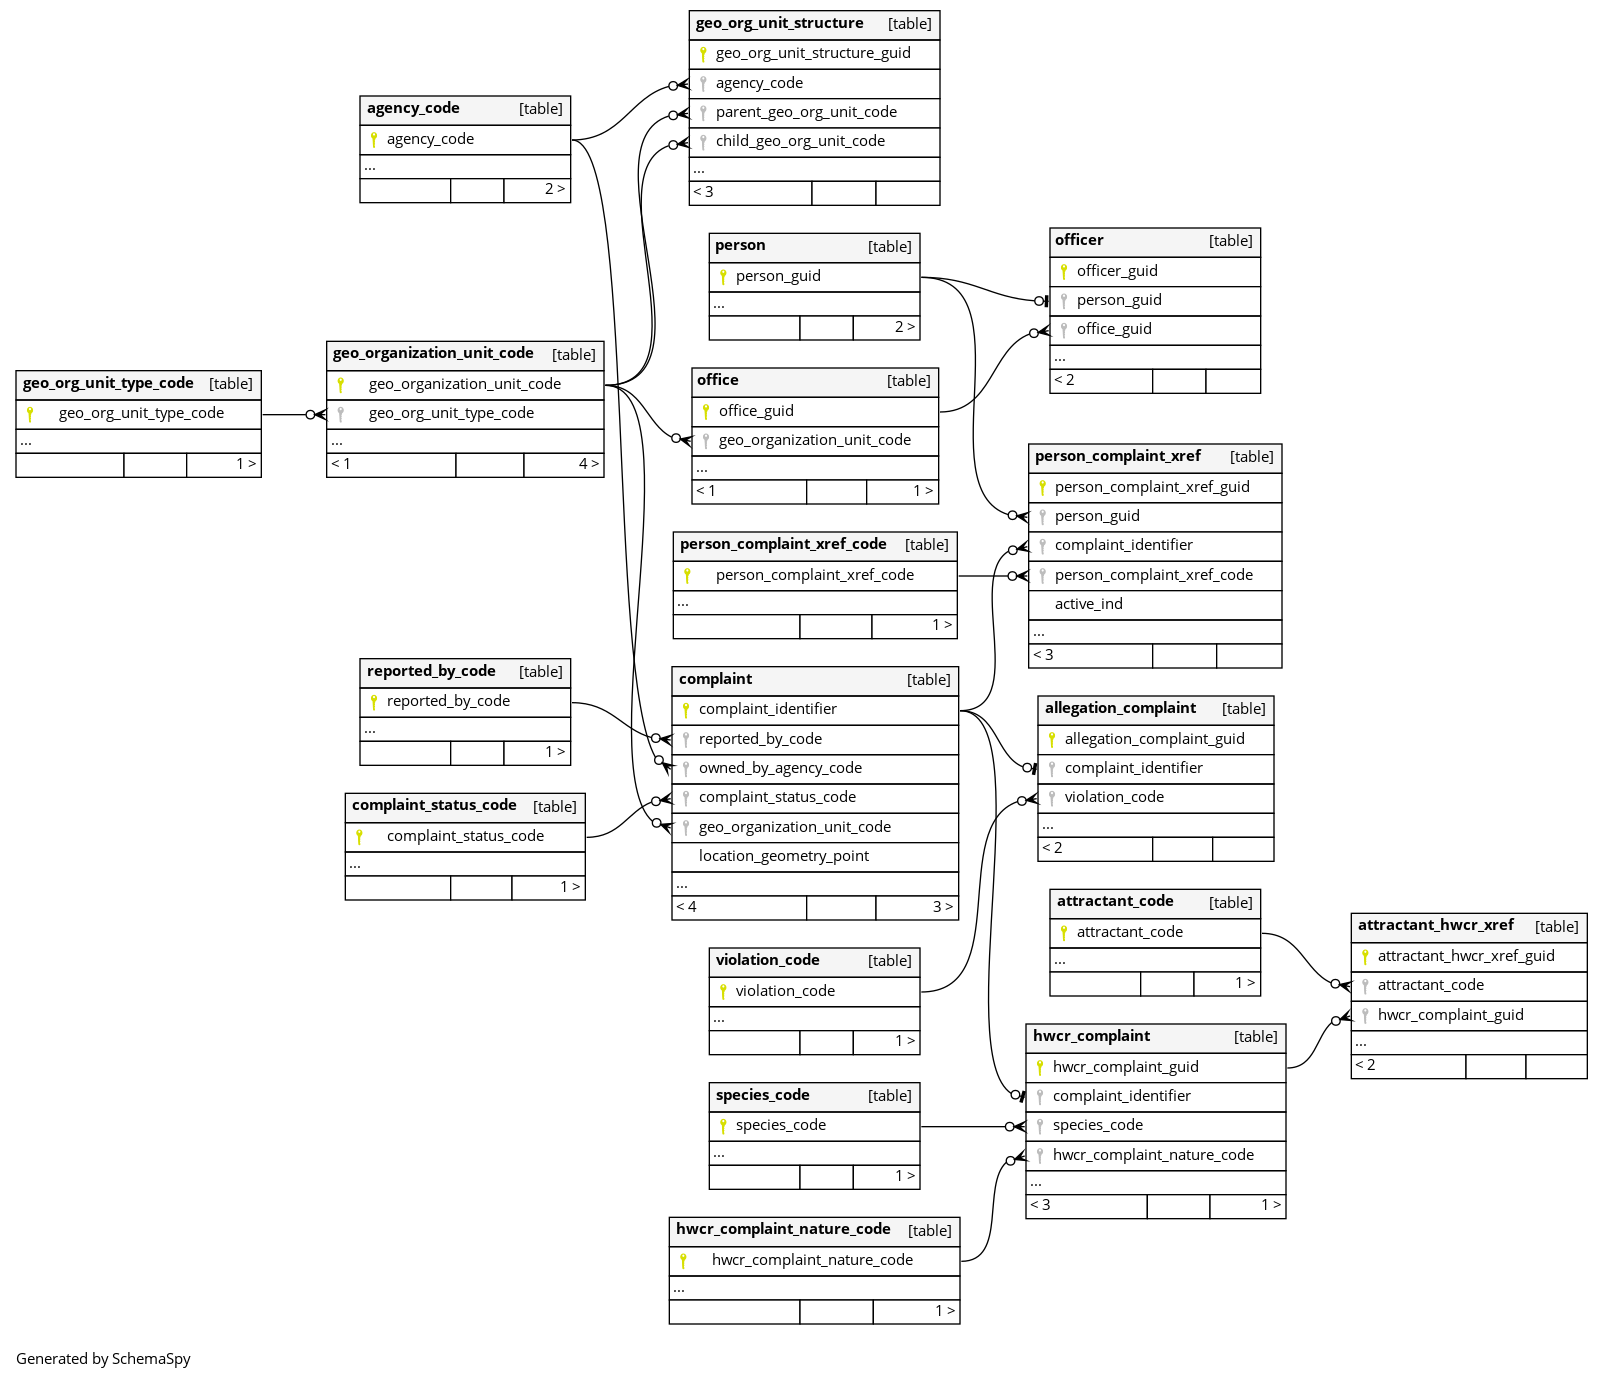 geo_org_unit_structure [table]
geo_org_unit_structure_guid
agency_code
parent_geo_org_unit_code
child_geo_org_unit_code
...
< 3
agency_code [table]
agency_code
...
2 >
person [table]
person_guid
...
2 >
officer [table]
officer_guid
person_guid
office_guid
...
< 2
geo_org_unit_type_code [table]
geo_org_unit_type_code
...
1 >
geo_organization_unit_code [table]
geo_organization_unit_code
geo_org_unit_type_code
...
< 1 4 >
office [table]
office_guid
geo_organization_unit_code
...
< 1 1 >
person_complaint_xref [table]
person_complaint_xref_guid
person_guid
complaint_identifier
person_complaint_xref_code
active_ind
...
< 3
person_complaint_xref_code [table]
person_complaint_xref_code
...
1 >
reported_by_code [table]
reported_by_code
...
1 >
complaint [table]
complaint_identifier
reported_by_code
owned_by_agency_code
complaint_status_code
geo_organization_unit_code
location_geometry_point
...
< 4 3 >
allegation_complaint [table]
allegation_complaint_guid
complaint_identifier
violation_code
...
< 2
complaint_status_code [table]
complaint_status_code
...
1 >
attractant_code [table]
attractant_code
...
1 >
attractant_hwcr_xref [table]
attractant_hwcr_xref_guid
attractant_code
hwcr_complaint_guid
...
< 2
violation_code [table]
violation_code
...
1 >
hwcr_complaint [table]
hwcr_complaint_guid
complaint_identifier
species_code
hwcr_complaint_nature_code
...
< 3 1 >
species_code [table]
species_code
...
1 >
hwcr_complaint_nature_code [table]
hwcr_complaint_nature_code
...
1 >
Generated by SchemaSpy